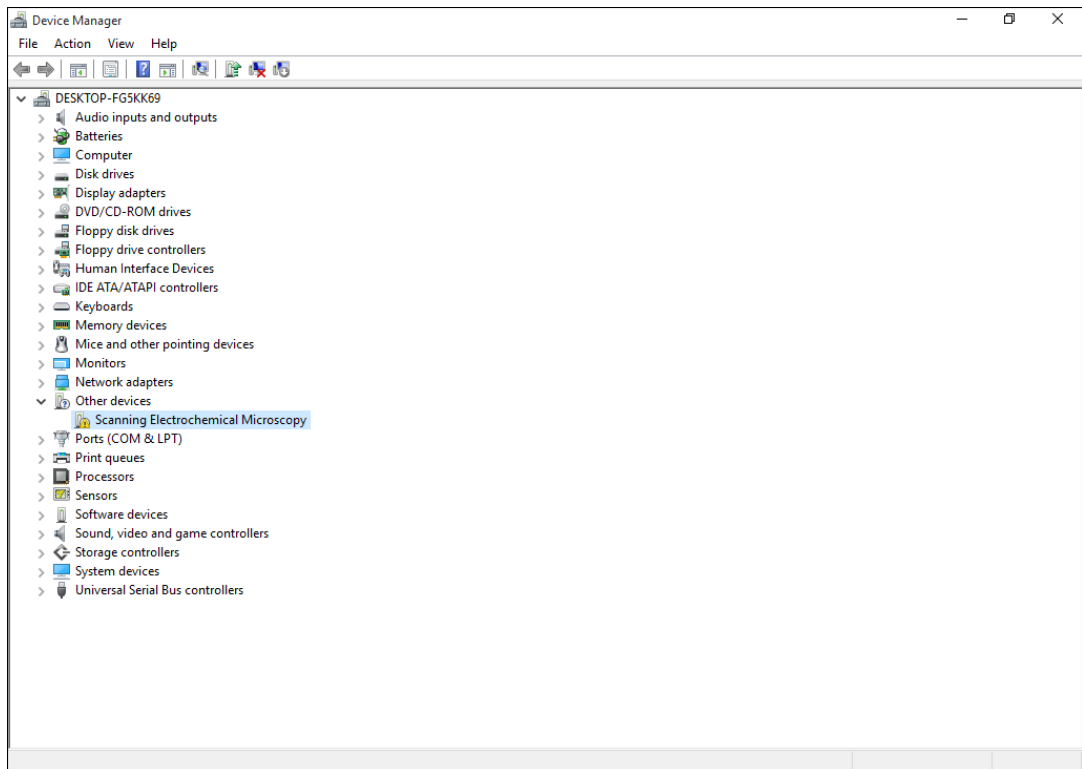 Device Manager
File Action View Help
DESKTOP-FG5KK69
Audio inputs and outputs
Batteries
Computer
Disk drives
Display adapters
DVD/CD-ROM drives
Floppy disk drives
Floppy drive controllers
Human Interface Devices
IDE ATA/ATAPI controllers
Keyboards
Memory devices
Mice and other pointing devices
Monitors
Network adapters
Other devices
Scanning Electrochemical Microscopy
Ports (COM & LPT)
Print queues
Processors
Sensors
Software devices
Sound, video and game controllers
Storage controllers
System devices
Universal Serial Bus controllers